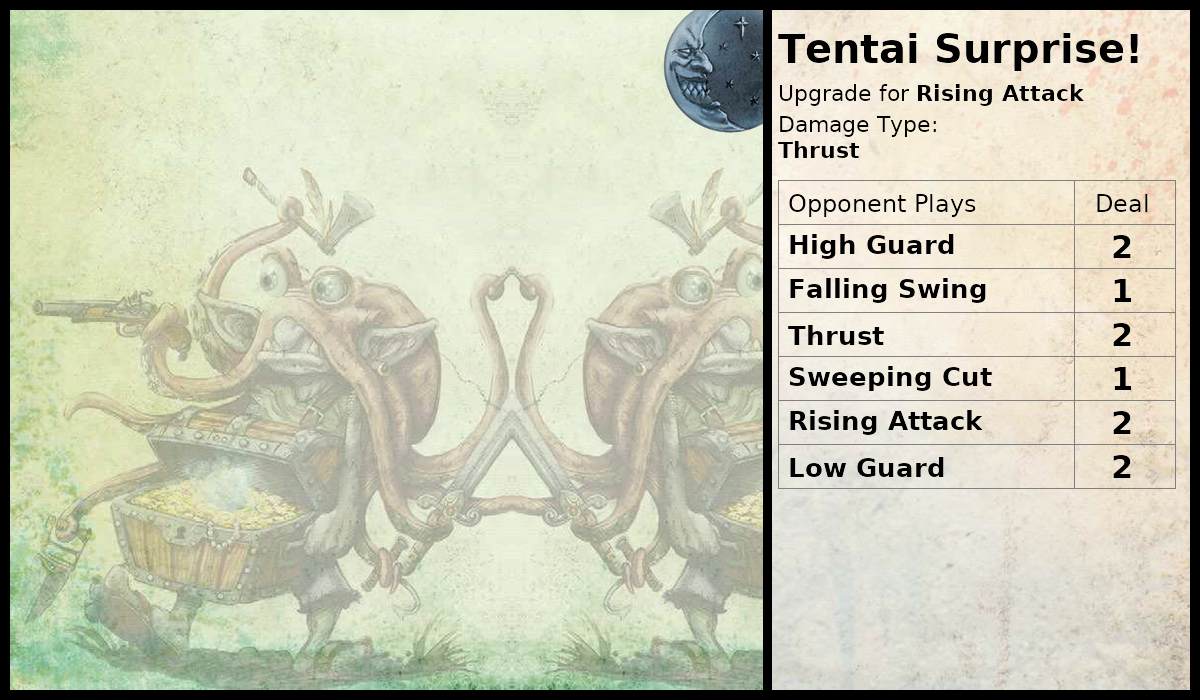 Tentai Surprise!
Upgrade for Rising Attack
Damage Type:
Thrust
Opponent Plays Deal
High Guard 2
Falling Swing 1
Thrust 2
Sweeping Cut 1
Rising Attack 2
Low Guard 2